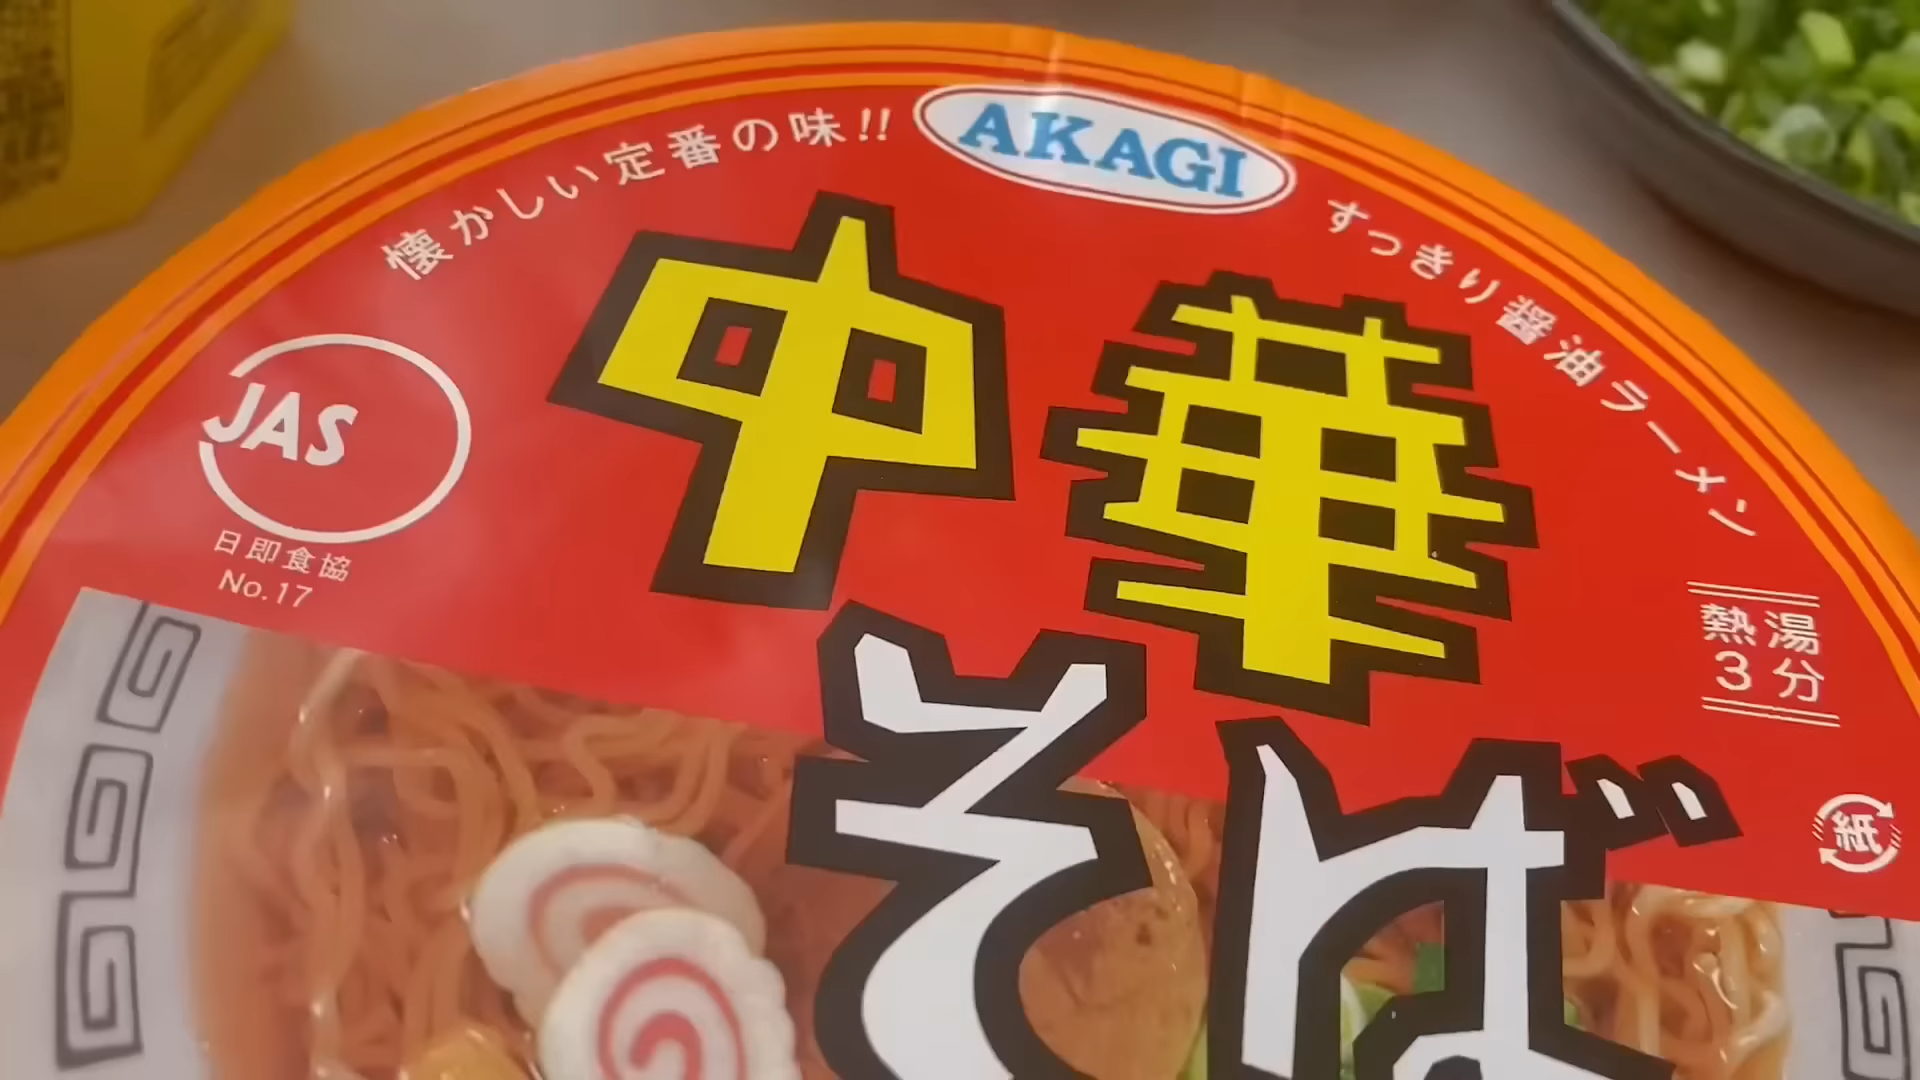 懐かしい定番の味!!
AKAGI
すっきり醤油ラーメン
中華
そば
JAS
日即食協
No.17
熱湯
3分
紙